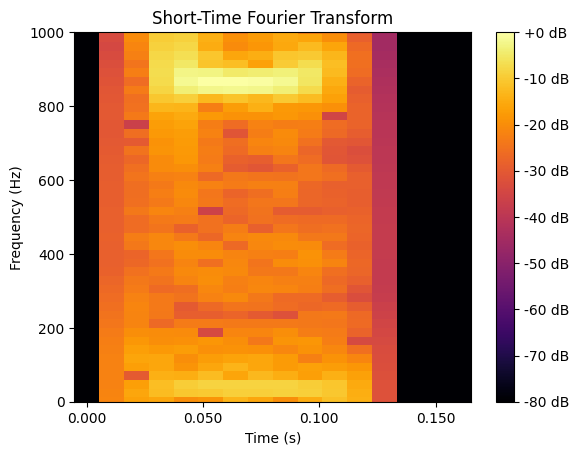 Short-Time Fourier Transform
1000
800
600
400
200
0
Frequency (Hz)
0.000
0.050
0.100
0.150
Time (s)
+0 dB
-10 dB
-20 dB
-30 dB
-40 dB
-50 dB
-60 dB
-70 dB
-80 dB